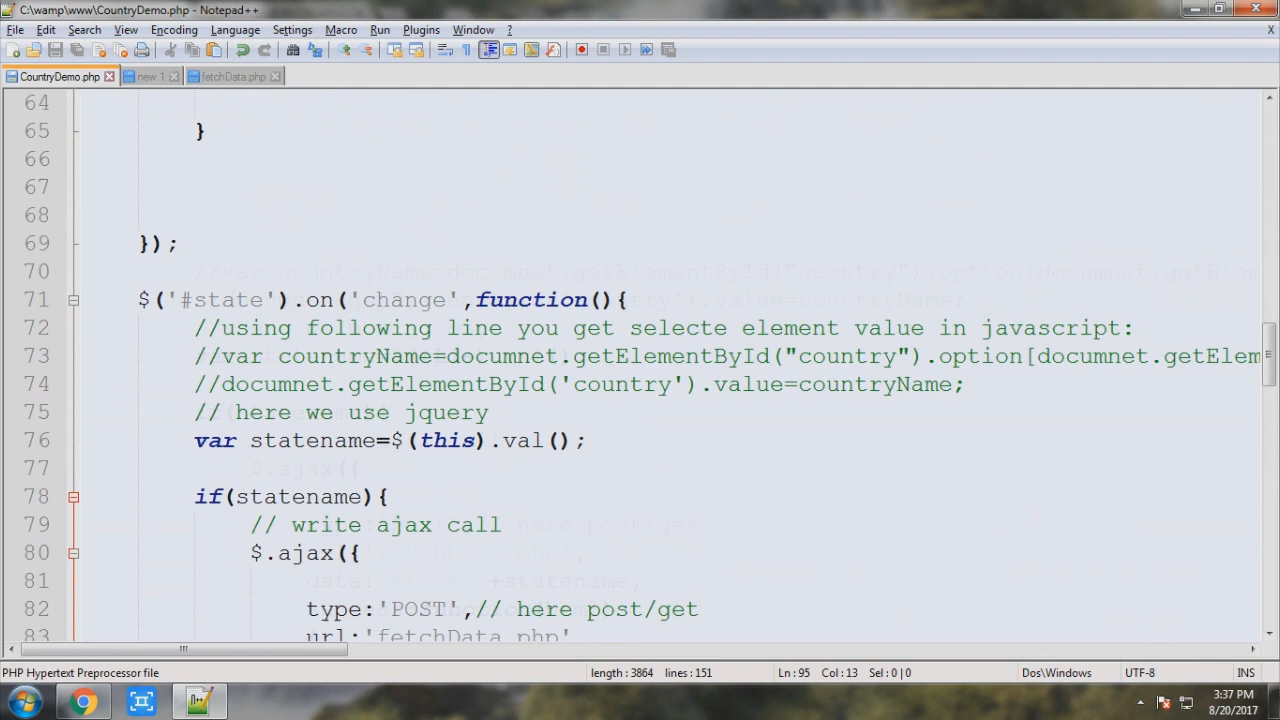 C:\wamp\www\CountryDemo.php - Notepad++
File Edit Search View Encoding Language Settings Macro Run Plugins Window ? X
CountryDemo.php new 1 fetchData.php
64
65 }
66
67
68
69 });
70
71 $('#state').on('change',function(){
72 //using following line you get selecte element value in javascript:
73 //var countryName=documnet.getElementById("country").option[documnet.getElem
74 //documnet.getElementById('country').value=countryName;
75 // here we use jquery
76 var statename=$(this).val();
77
78 if(statename){
79 // write ajax call
80 $.ajax({
81
82 type:'POST',// here post/get
83 url:'fetchData.php'
PHP Hypertext Preprocessor file length : 3864 lines : 151 Ln : 95 Col : 13 Sel : 0 | 0 Dos\Windows UTF-8 INS
3:37 PM
8/20/2017